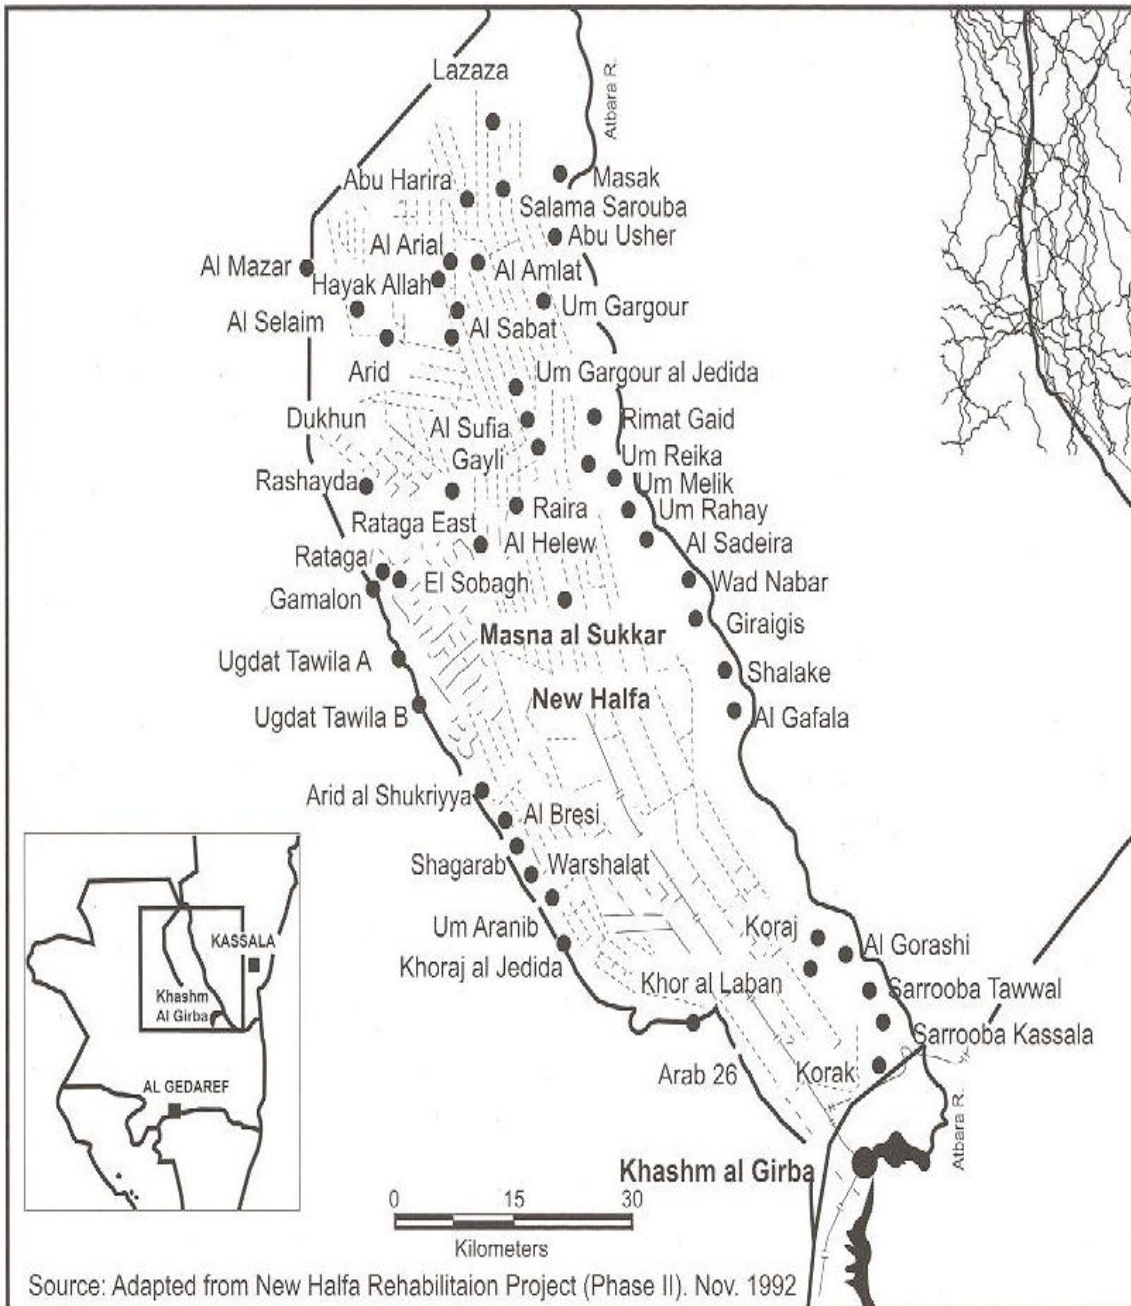 Lazaza
Atbara R.
Abu Harira
Masak
Salama Sarouba
Abu Usher
Al Arial
Al Mazar
Al Amlat
Hayak Allah
Um Gargour
Al Selaim
Al Sabat
Arid
Um Gargour al Jedida
Dukhun
Al Sufia
Rimat Gaid
Gayli
Um Reika
Rashayda
Um Melik
Raira
Um Rahay
Rataga East
Al Helew
Al Sadeira
Rataga
El Sobagh
Wad Nabar
Gamalon
Giraigis
Masna al Sukkar
Ugdat Tawila A
Shalake
New Halfa
Ugdat Tawila B
Al Gafala
Arid al Shukriyya
Al Bresi
Shagarab
Warshalat
Um Aranib
Koraj
Al Gorashi
Khoraj al Jedida
Khor al Laban
Sarrooba Tawwal
Sarrooba Kassala
Arab 26
Korak
Atbara R.
Khashm al Girba
KASSALA
Khashm
Al Girba
AL GEDAREF
0 15 30
Kilometers
Source: Adapted from New Halfa Rehabilitaion Project (Phase II). Nov. 1992